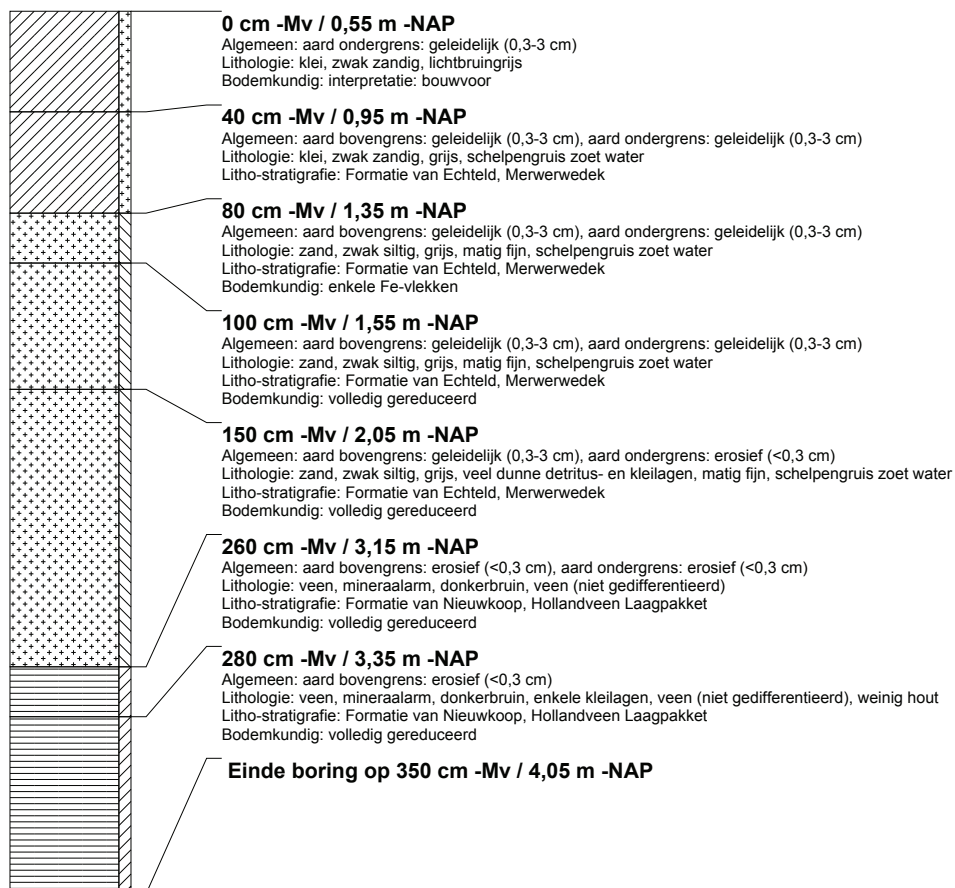 0 cm -Mv / 0,55 m -NAP
Algemeen: aard ondergrens: geleidelijk (0,3-3 cm)
Lithologie: klei, zwak zandig, lichtbruingrijs
Bodemkundig: interpretatie: bouwvoor
40 cm -Mv / 0,95 m -NAP
Algemeen: aard bovengrens: geleidelijk (0,3-3 cm), aard ondergrens: geleidelijk (0,3-3 cm)
Lithologie: klei, zwak zandig, grijs, schelpengruis zoet water
Litho-stratigrafie: Formatie van Echteld, Merwerwedek
80 cm -Mv / 1,35 m -NAP
Algemeen: aard bovengrens: geleidelijk (0,3-3 cm), aard ondergrens: geleidelijk (0,3-3 cm)
Lithologie: zand, zwak siltig, grijs, matig fijn, schelpengruis zoet water
Litho-stratigrafie: Formatie van Echteld, Merwerwedek
Bodemkundig: enkele Fe-vlekken
100 cm -Mv / 1,55 m -NAP
Algemeen: aard bovengrens: geleidelijk (0,3-3 cm), aard ondergrens: geleidelijk (0,3-3 cm)
Lithologie: zand, zwak siltig, grijs, matig fijn, schelpengruis zoet water
Litho-stratigrafie: Formatie van Echteld, Merwerwedek
Bodemkundig: volledig gereduceerd
150 cm -Mv / 2,05 m -NAP
Algemeen: aard bovengrens: geleidelijk (0,3-3 cm), aard ondergrens: erosief (<0,3 cm)
Lithologie: zand, zwak siltig, grijs, veel dunne detritus- en kleilagen, matig fijn, schelpengruis zoet water
Litho-stratigrafie: Formatie van Echteld, Merwerwedek
Bodemkundig: volledig gereduceerd
260 cm -Mv / 3,15 m -NAP
Algemeen: aard bovengrens: erosief (<0,3 cm), aard ondergrens: erosief (<0,3 cm)
Lithologie: veen, mineraalarm, donkerbruin, veen (niet gedifferentieerd)
Litho-stratigrafie: Formatie van Nieuwkoop, Hollandveen Laagpakket
Bodemkundig: volledig gereduceerd
280 cm -Mv / 3,35 m -NAP
Algemeen: aard bovengrens: erosief (<0,3 cm)
Lithologie: veen, mineraalarm, donkerbruin, enkele kleilagen, veen (niet gedifferentieerd), weinig hout
Litho-stratigrafie: Formatie van Nieuwkoop, Hollandveen Laagpakket
Bodemkundig: volledig gereduceerd
Einde boring op 350 cm -Mv / 4,05 m -NAP